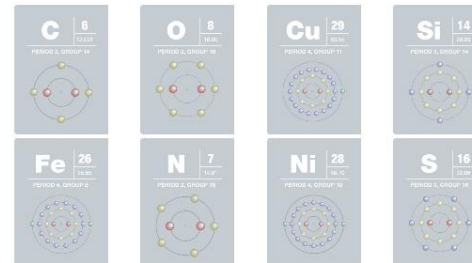 C 6
PERIOD 2, GROUP 14
O 8
PERIOD 2, GROUP 16
Cu 29
PERIOD 4, GROUP 11
Si 14
PERIOD 3, GROUP 14
Fe 26
PERIOD 4, GROUP 8
N 7
PERIOD 2, GROUP 15
Ni 28
PERIOD 4, GROUP 10
S 16
PERIOD 3, GROUP 16